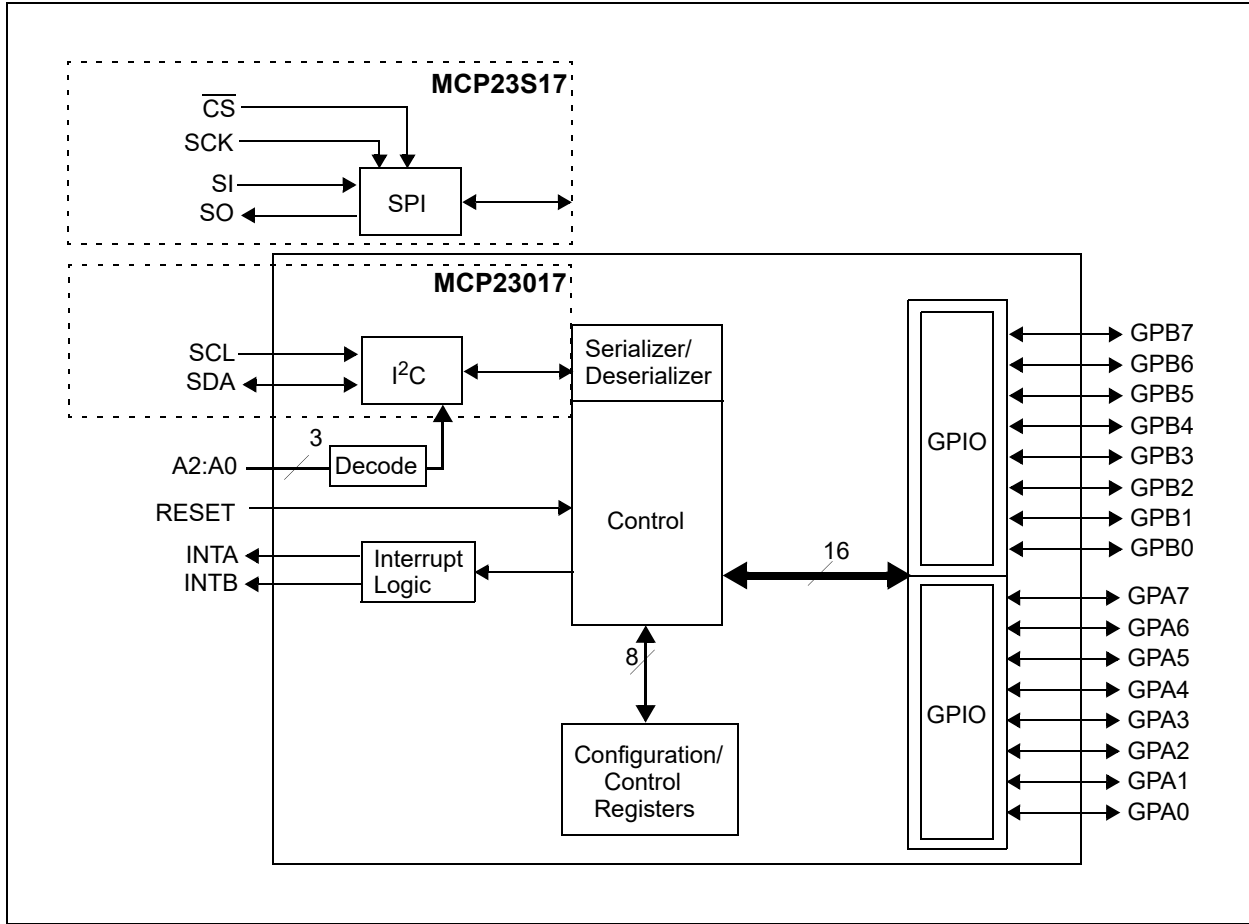 MCP23S17
CS
SCK
SI
SO
SPI
MCP23017
SCL
SDA
I²C
Serializer/
Deserializer
3
A2:A0
Decode
RESET
Control
INTA
INTB
Interrupt
Logic
16
8
Configuration/
Control
Registers
GPIO
GPB7
GPB6
GPB5
GPB4
GPB3
GPB2
GPB1
GPB0
GPIO
GPA7
GPA6
GPA5
GPA4
GPA3
GPA2
GPA1
GPA0